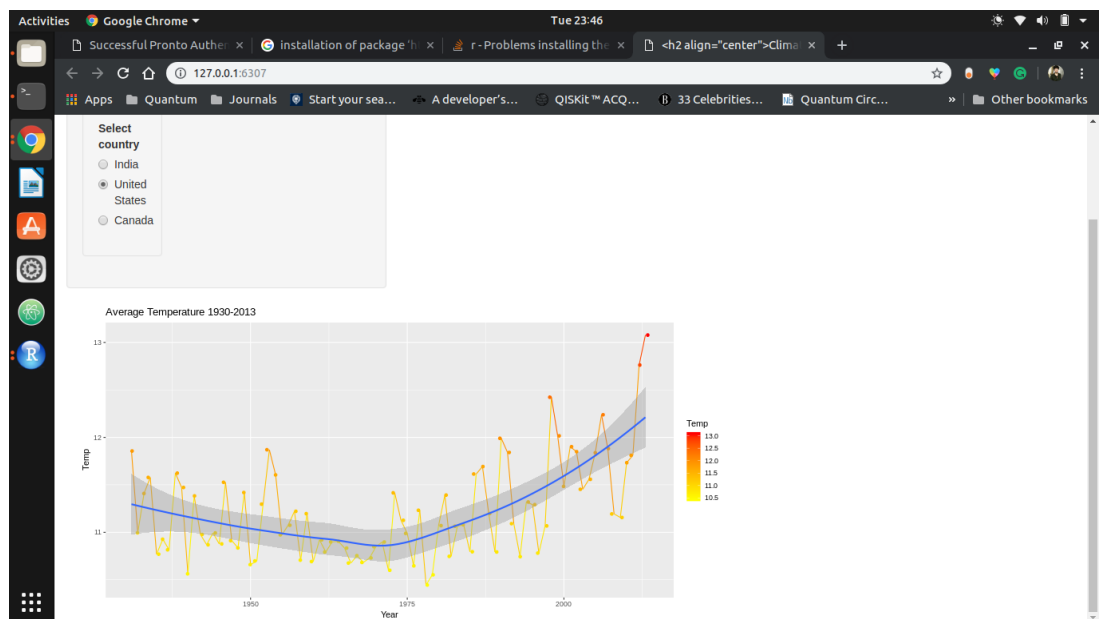 Activities Google Chrome ▾ Tue 23:46
Successful Pronto Auther × installation of package 'h × r - Problems installing the × <h2 align="center">Clima × +
127.0.0.1:6307
Apps Quantum Journals Start your sea... A developer's... QISKit™ ACQ... 33 Celebrities... Quantum Circ... » Other bookmarks
Select
country
India
United
States
Canada
Average Temperature 1930-2013
13
12
11
Temp
1950 1975 2000
Year
Temp
13.0
12.5
12.0
11.5
11.0
10.5